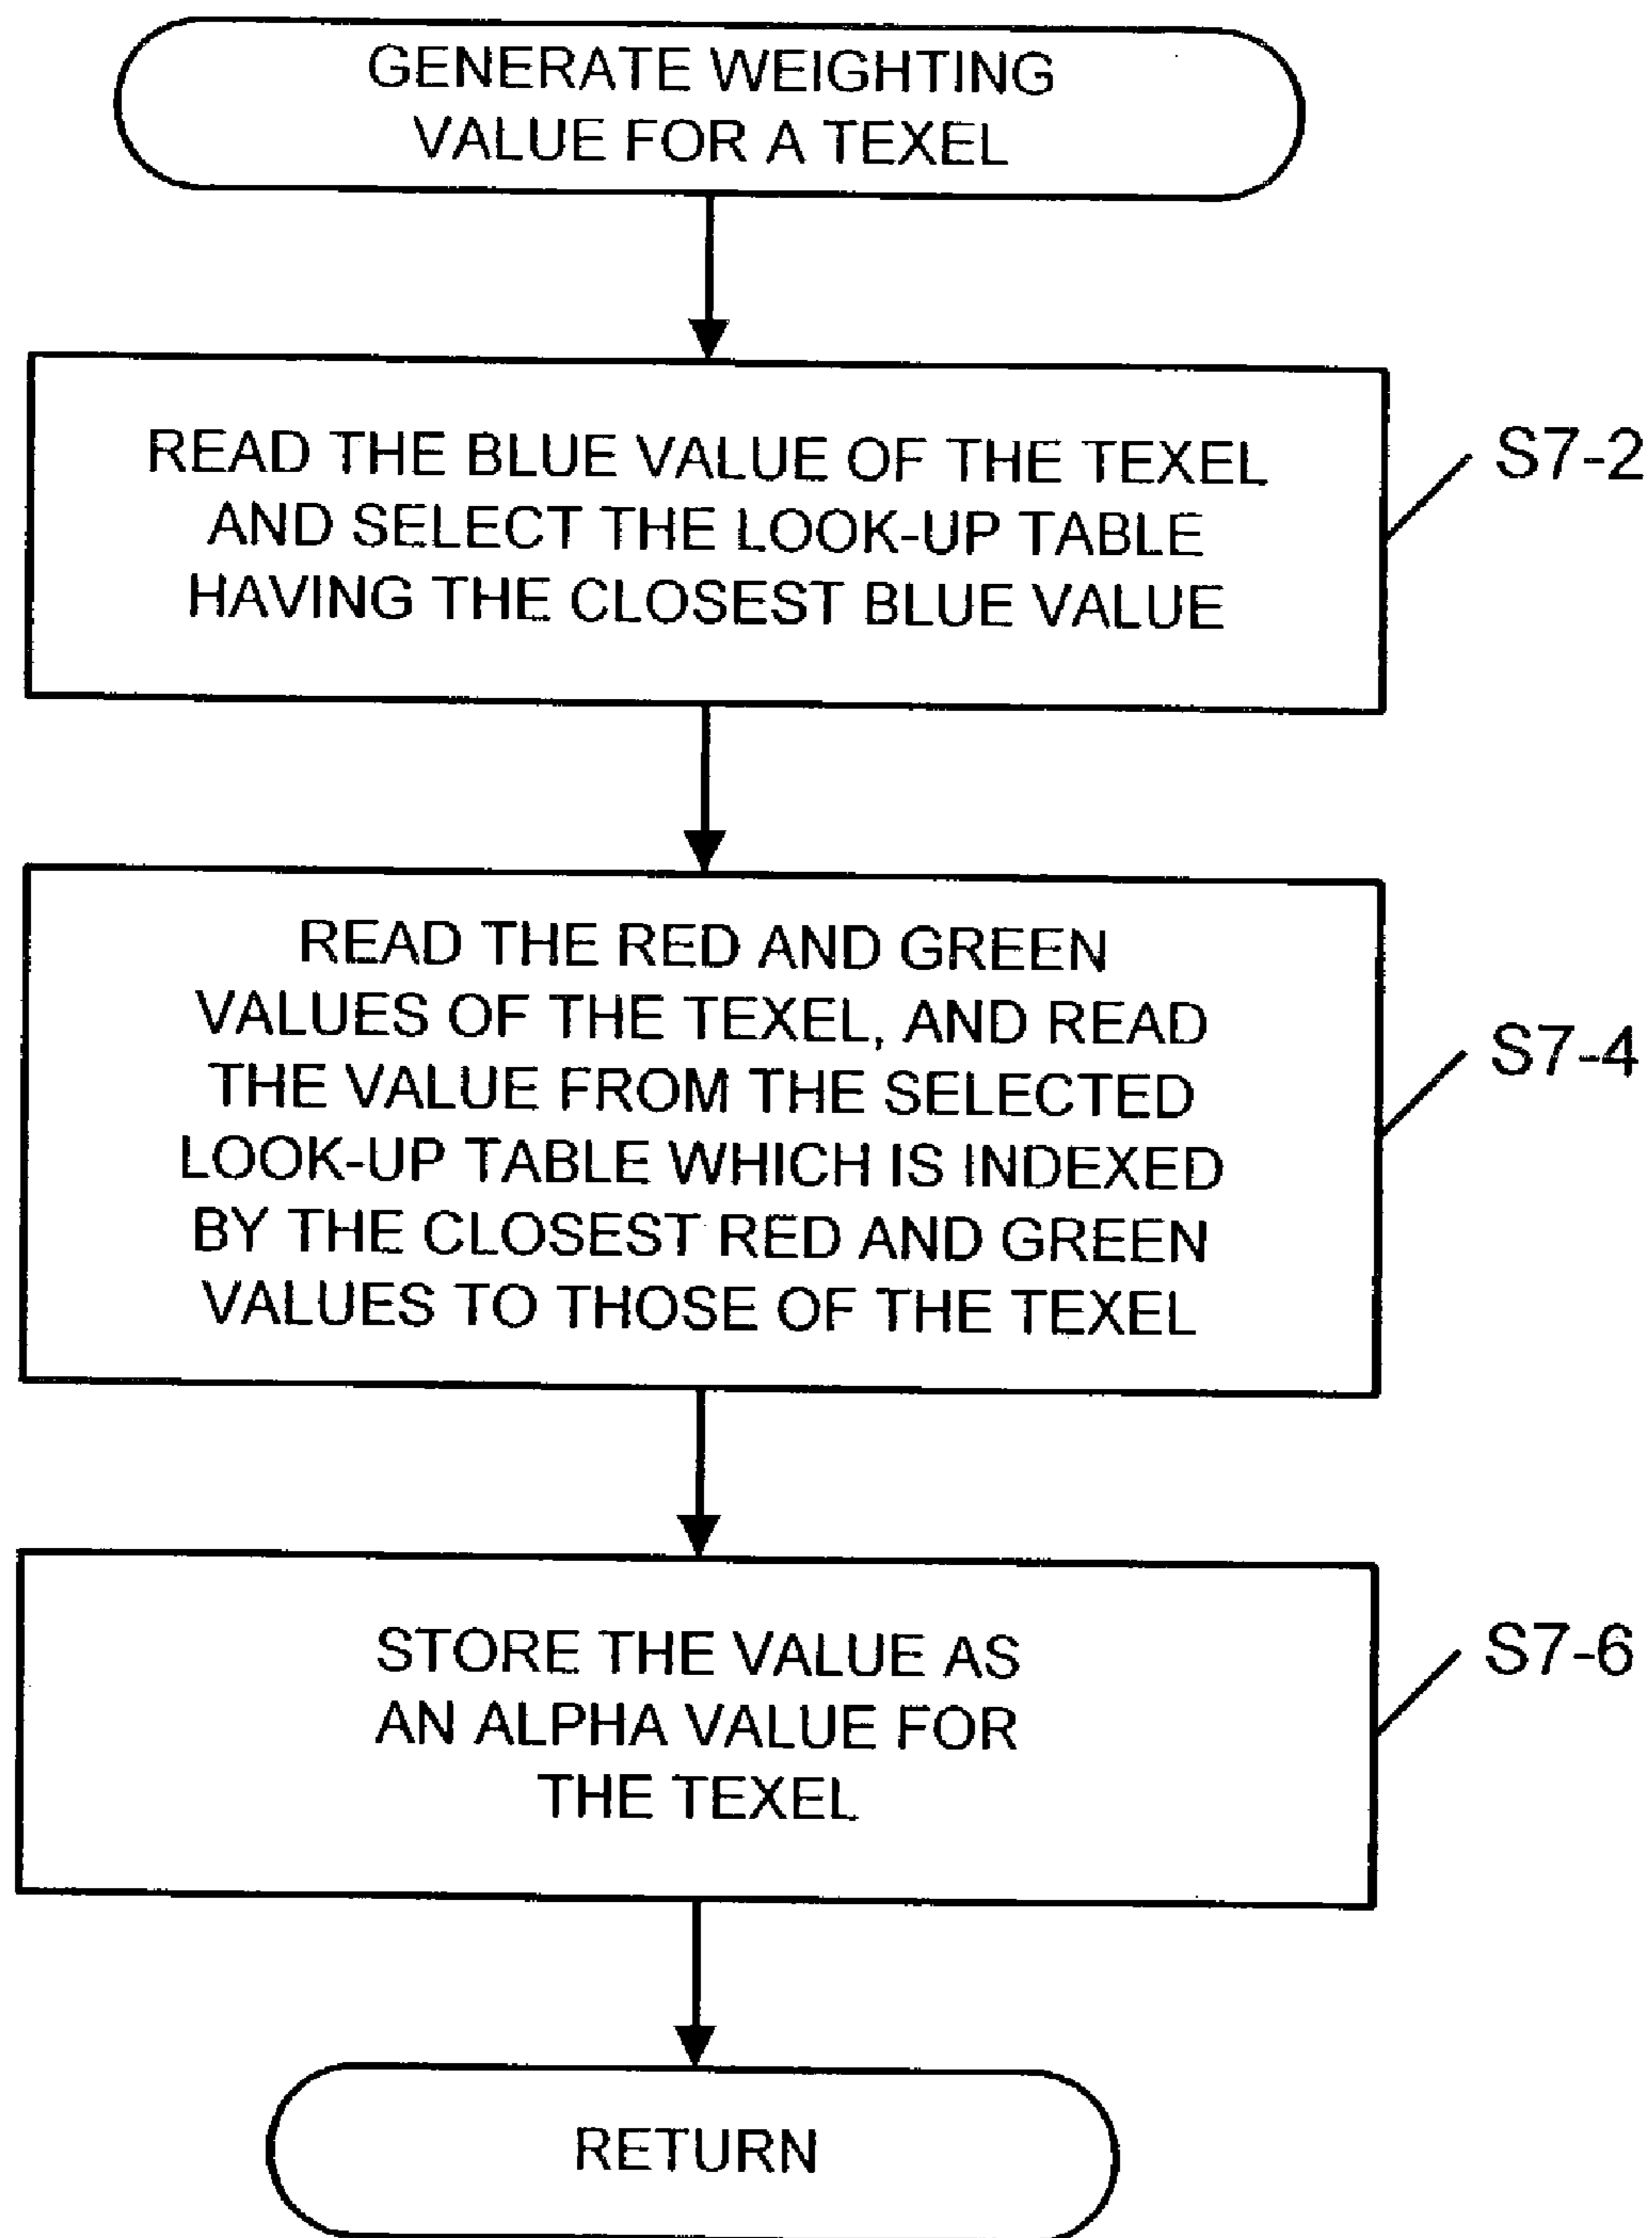 GENERATE WEIGHTING
VALUE FOR A TEXEL
READ THE BLUE VALUE OF THE TEXEL
AND SELECT THE LOOK-UP TABLE
HAVING THE CLOSEST BLUE VALUE
S7-2
READ THE RED AND GREEN
VALUES OF THE TEXEL, AND READ
THE VALUE FROM THE SELECTED
LOOK-UP TABLE WHICH IS INDEXED
BY THE CLOSEST RED AND GREEN
VALUES TO THOSE OF THE TEXEL
S7-4
STORE THE VALUE AS
AN ALPHA VALUE FOR
THE TEXEL
S7-6
RETURN